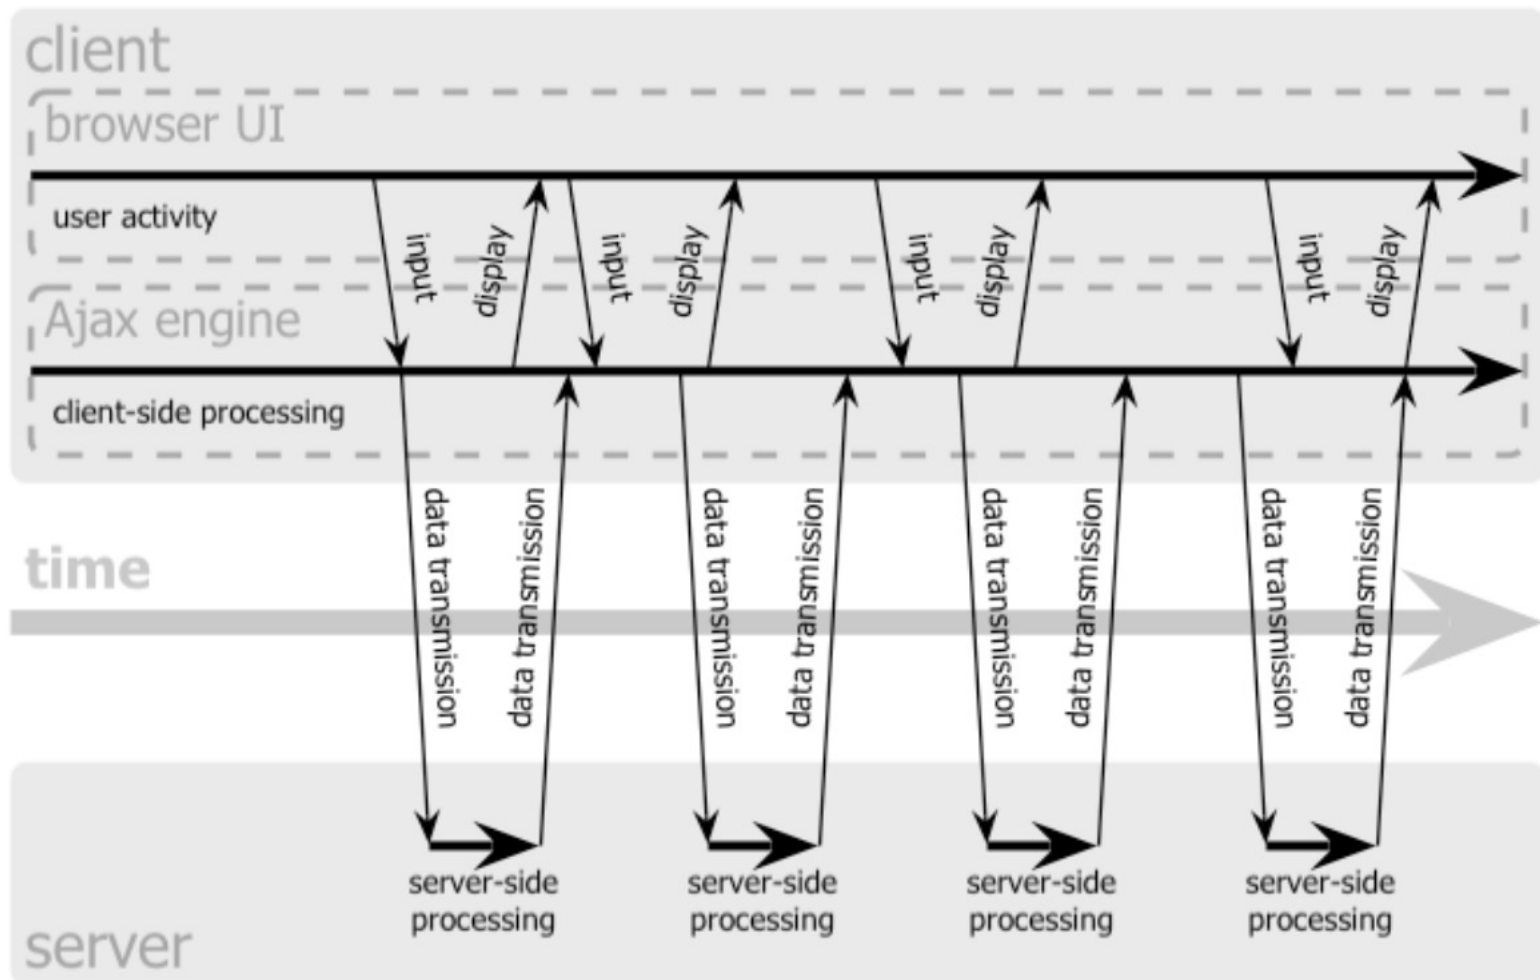 client
browser UI
user activity
input
display
input
display
input
display
input
display
Ajax engine
client-side processing
data transmission
data transmission
data transmission
data transmission
data transmission
data transmission
data transmission
data transmission
time
server-side
processing
server-side
processing
server-side
processing
server-side
processing
server